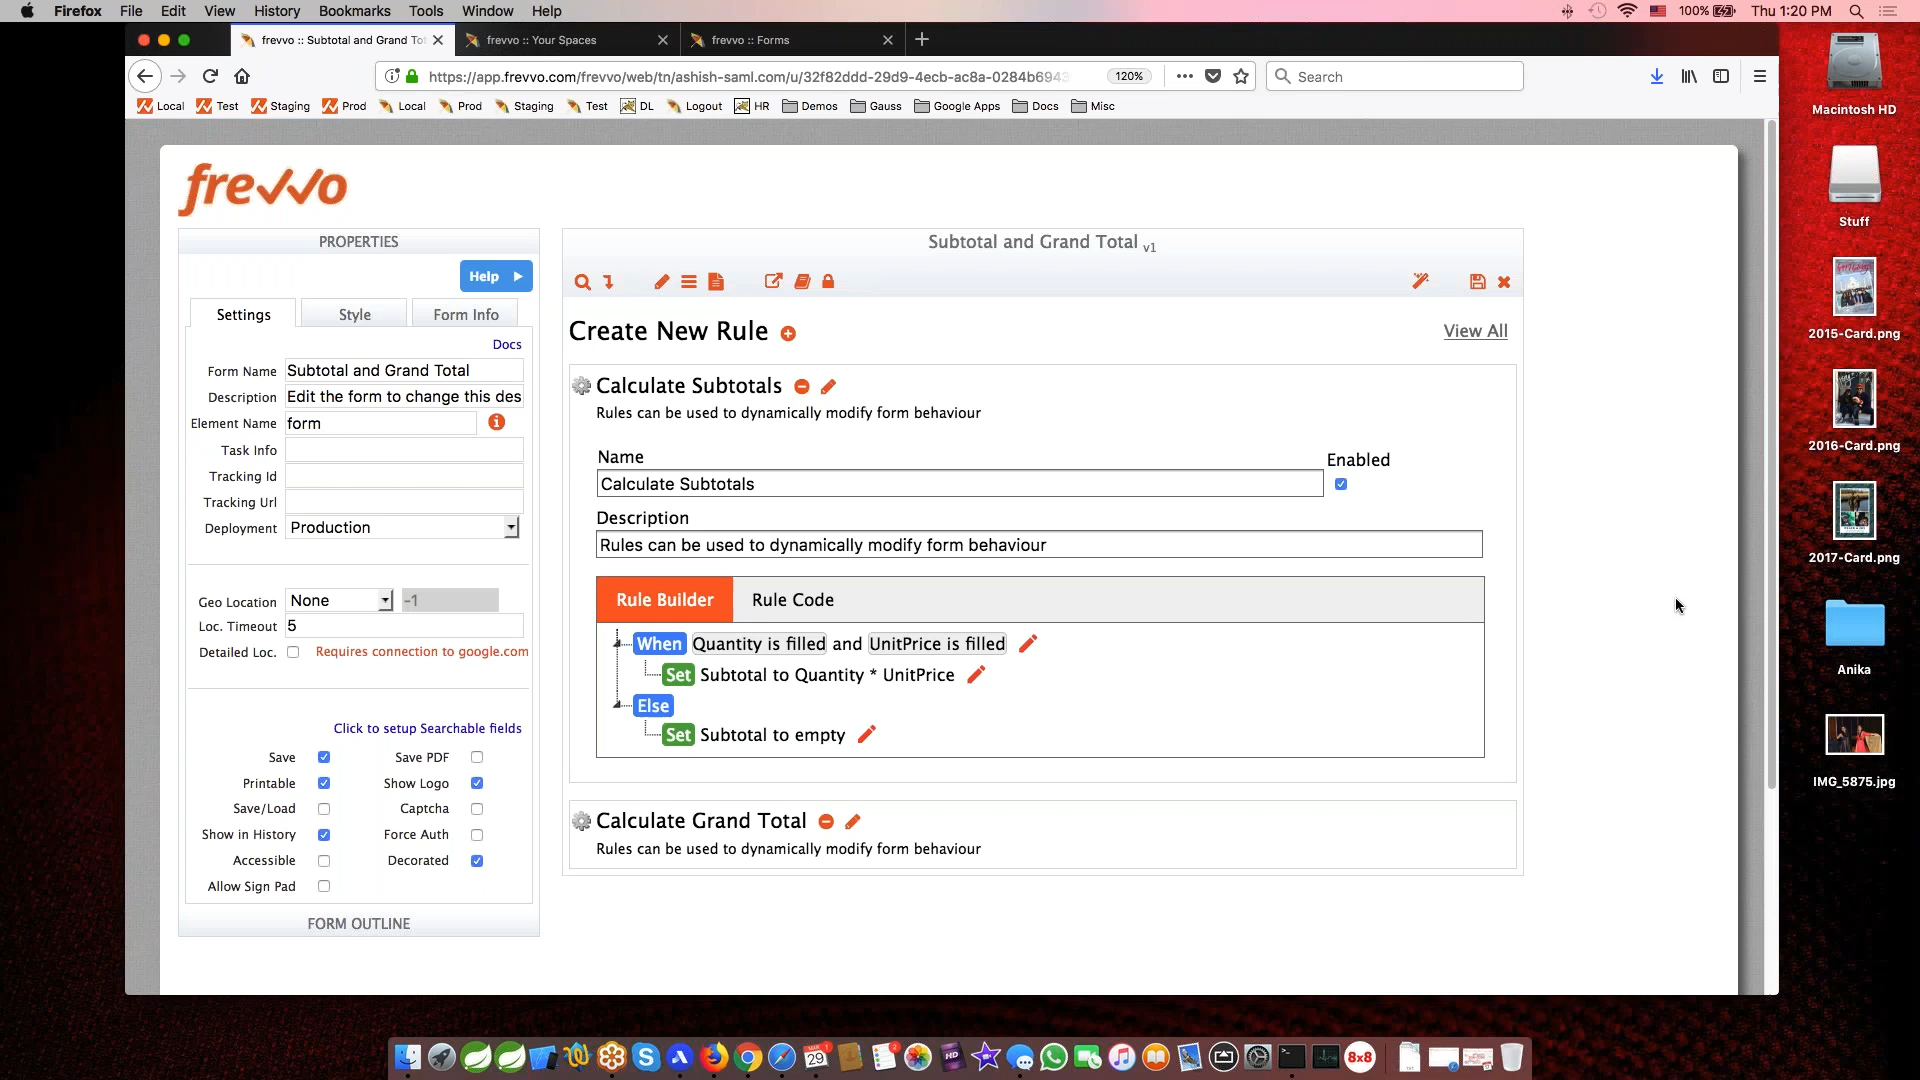 Firefox File Edit View History Bookmarks Tools Window Help 100% Thu 1:20 PM
frevvo :: Subtotal and Grand To
frevvo :: Your Spaces
frevvo :: Forms
https://app.frevvo.com/frevvo/web/tn/ashish-saml.com/u/32f82ddd-29d9-4ecb-ac8a-0284b6943
120%
Search
Local Test Staging Prod Local Prod Staging Test DL Logout HR Demos Gauss Google Apps Docs Misc
frevvo
PROPERTIES
Help
Settings Style Form Info
Docs
Form Name Subtotal and Grand Total
Description Edit the form to change this des
Element Name form
Task Info
Tracking Id
Tracking Url
Deployment Production
Geo Location None -1
Loc. Timeout 5
Detailed Loc. Requires connection to google.com
Click to setup Searchable fields
Save Save PDF
Printable Show Logo
Save/Load Captcha
Show in History Force Auth
Accessible Decorated
Allow Sign Pad
FORM OUTLINE
Subtotal and Grand Total v1
Create New Rule
View All
Calculate Subtotals
Rules can be used to dynamically modify form behaviour
Name
Enabled
Calculate Subtotals
Description
Rules can be used to dynamically modify form behaviour
Rule Builder Rule Code
When Quantity is filled and UnitPrice is filled
Set Subtotal to Quantity * UnitPrice
Else
Set Subtotal to empty
Calculate Grand Total
Rules can be used to dynamically modify form behaviour
Macintosh HD
Stuff
2015-Card.png
2016-Card.png
2017-Card.png
Anika
IMG_5875.jpg
MAR
29
1
2
HD
8x8